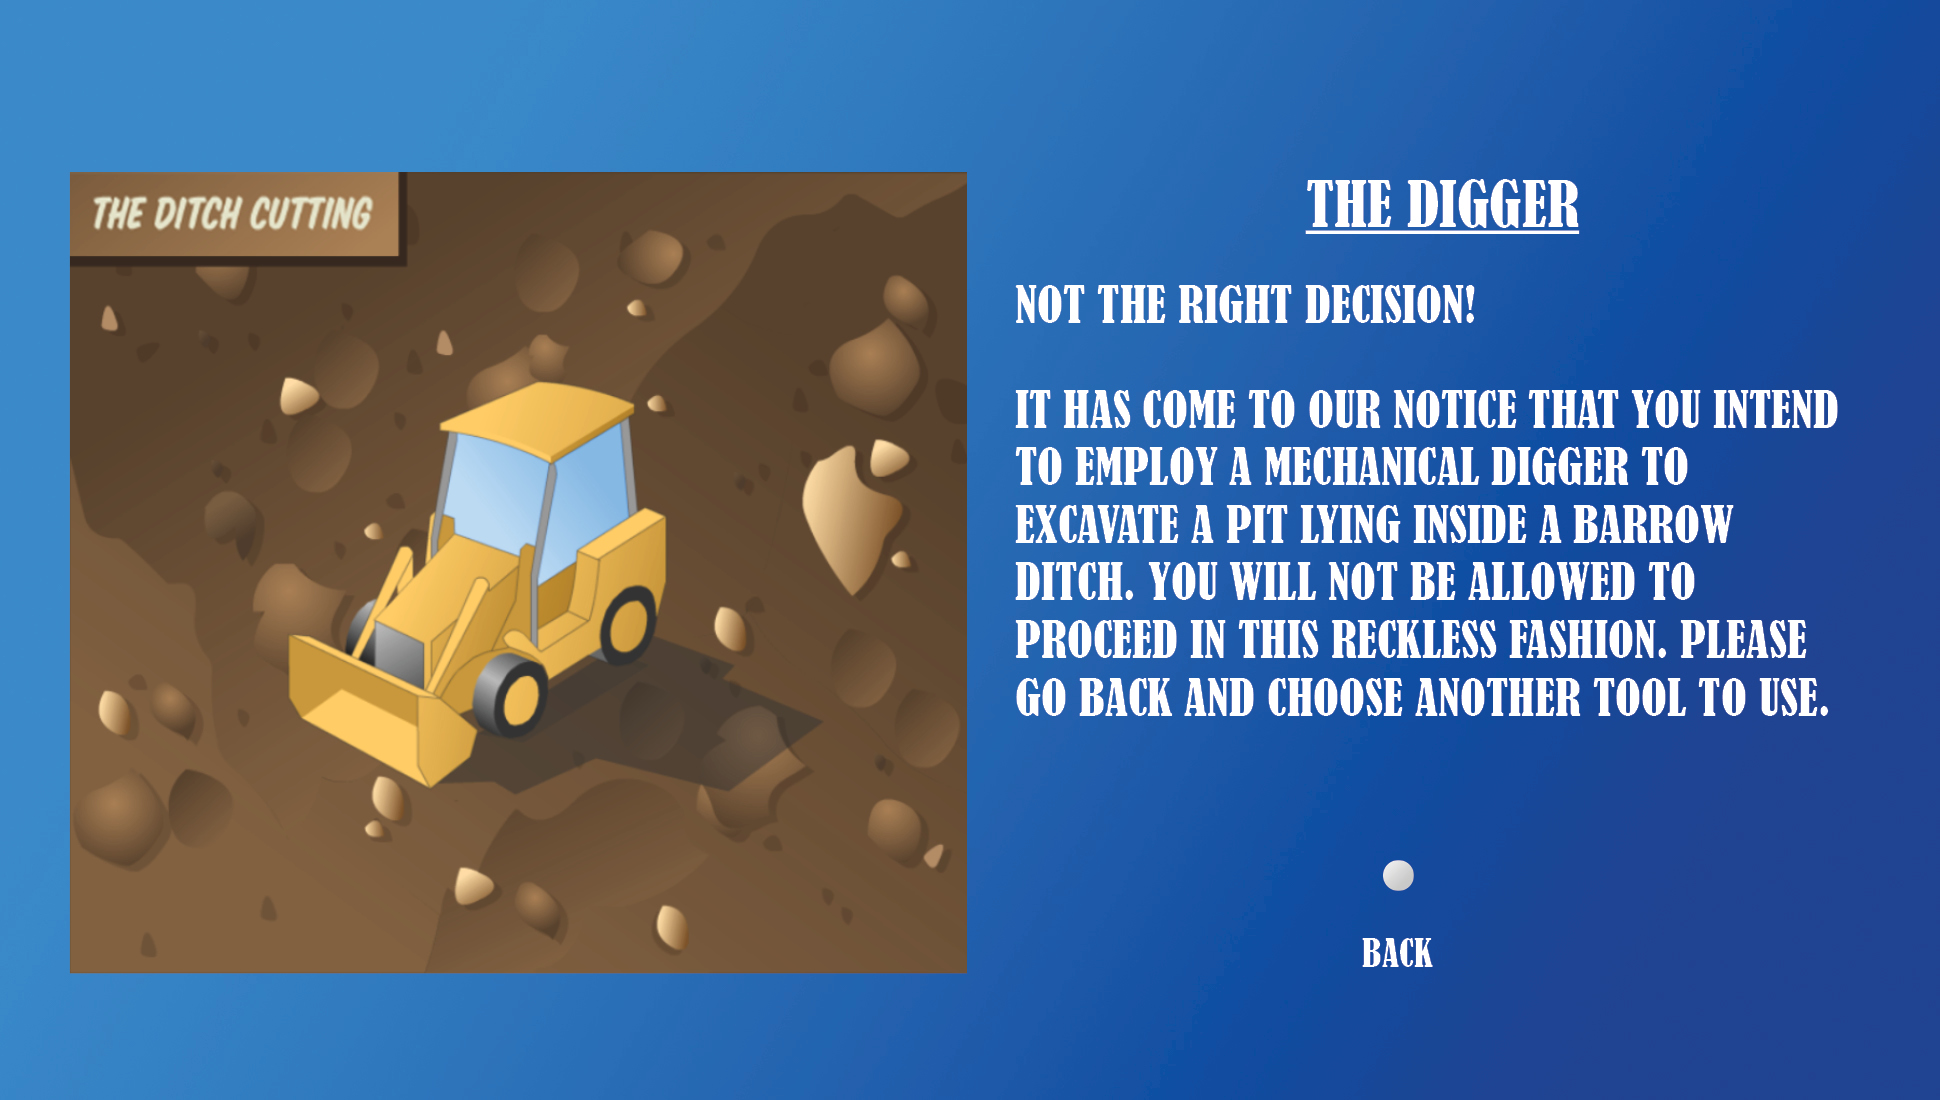 THE DITCH CUTTING
THE DIGGER
NOT THE RIGHT DECISION!
IT HAS COME TO OUR NOTICE THAT YOU INTEND
TO EMPLOY A MECHANICAL DIGGER TO
EXCAVATE A PIT LYING INSIDE A BARROW
DITCH. YOU WILL NOT BE ALLOWED TO
PROCEED IN THIS RECKLESS FASHION. PLEASE
GO BACK AND CHOOSE ANOTHER TOOL TO USE.
BACK